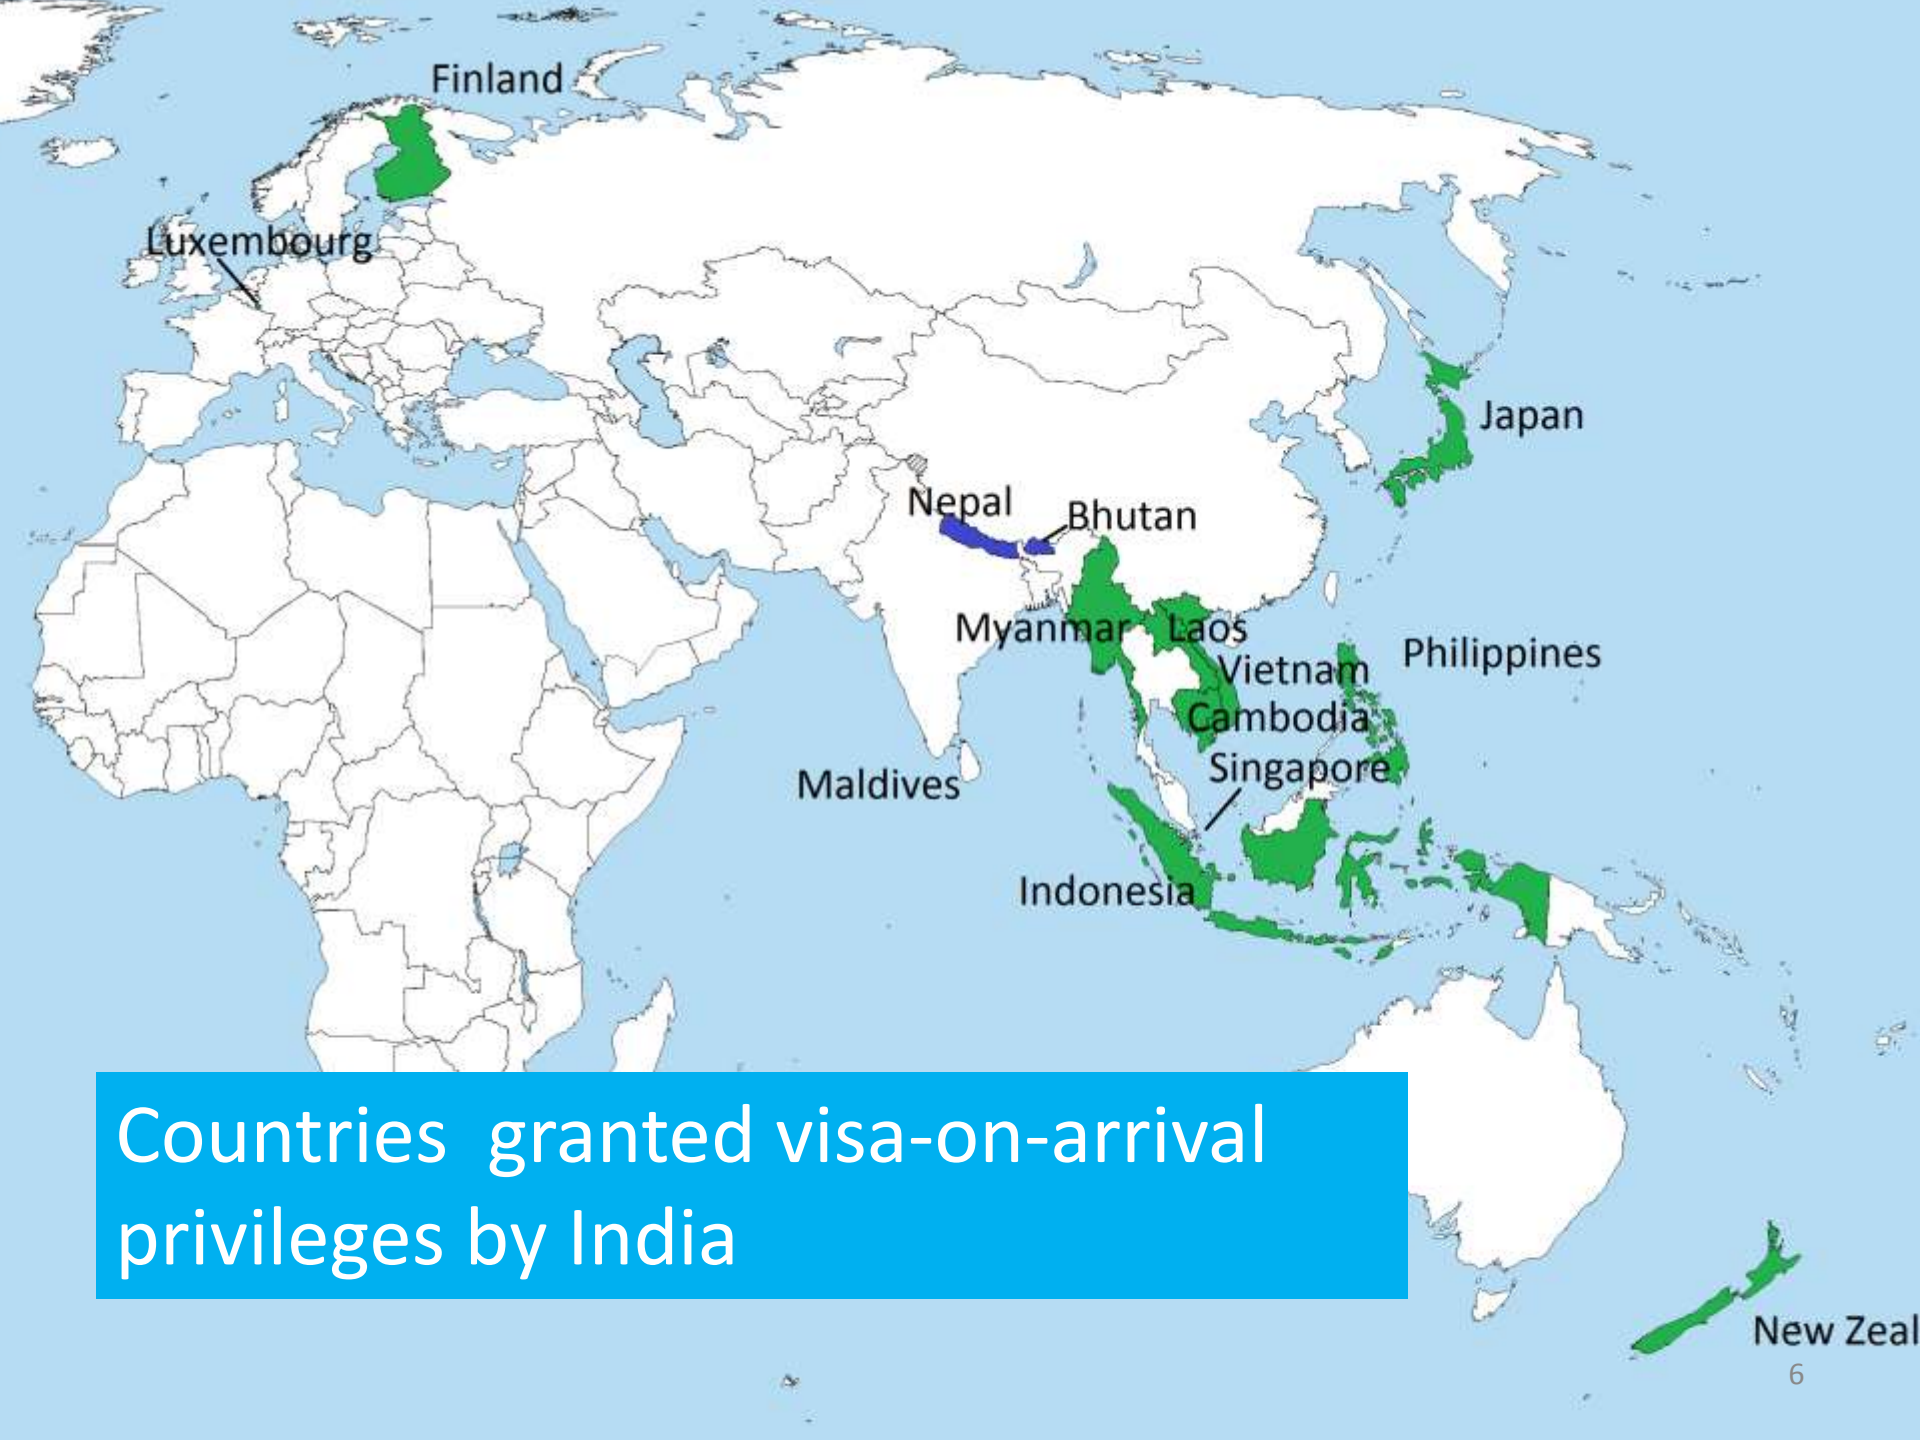 Finland
Luxembourg
Japan
Nepal
Bhutan
Myanmar
Laos
Vietnam
Philippines
Cambodia
Singapore
Maldives
Indonesia
Countries granted visa-on-arrival
privileges by India
New Zeal
6